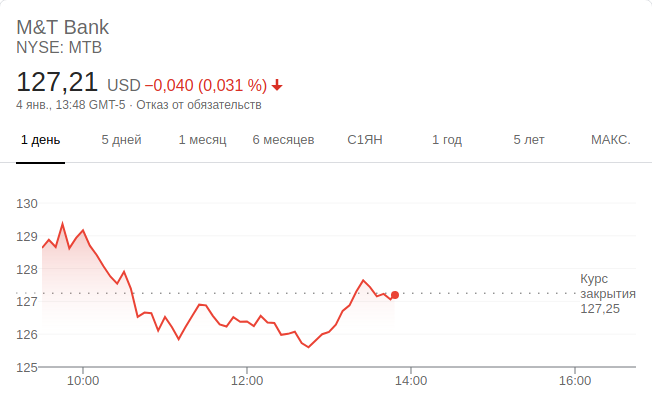 M&T Bank
NYSE: MTB
127,21 USD −0,040 (0,031 %)
4 янв., 13:48 GMT-5 · Отказ от обязательств
1 день 5 дней 1 месяц 6 месяцев С1ЯН 1 год 5 лет МАКС.
130
129
128
127
126
125
Курс
закрытия
127,25
10:00 12:00 14:00 16:00